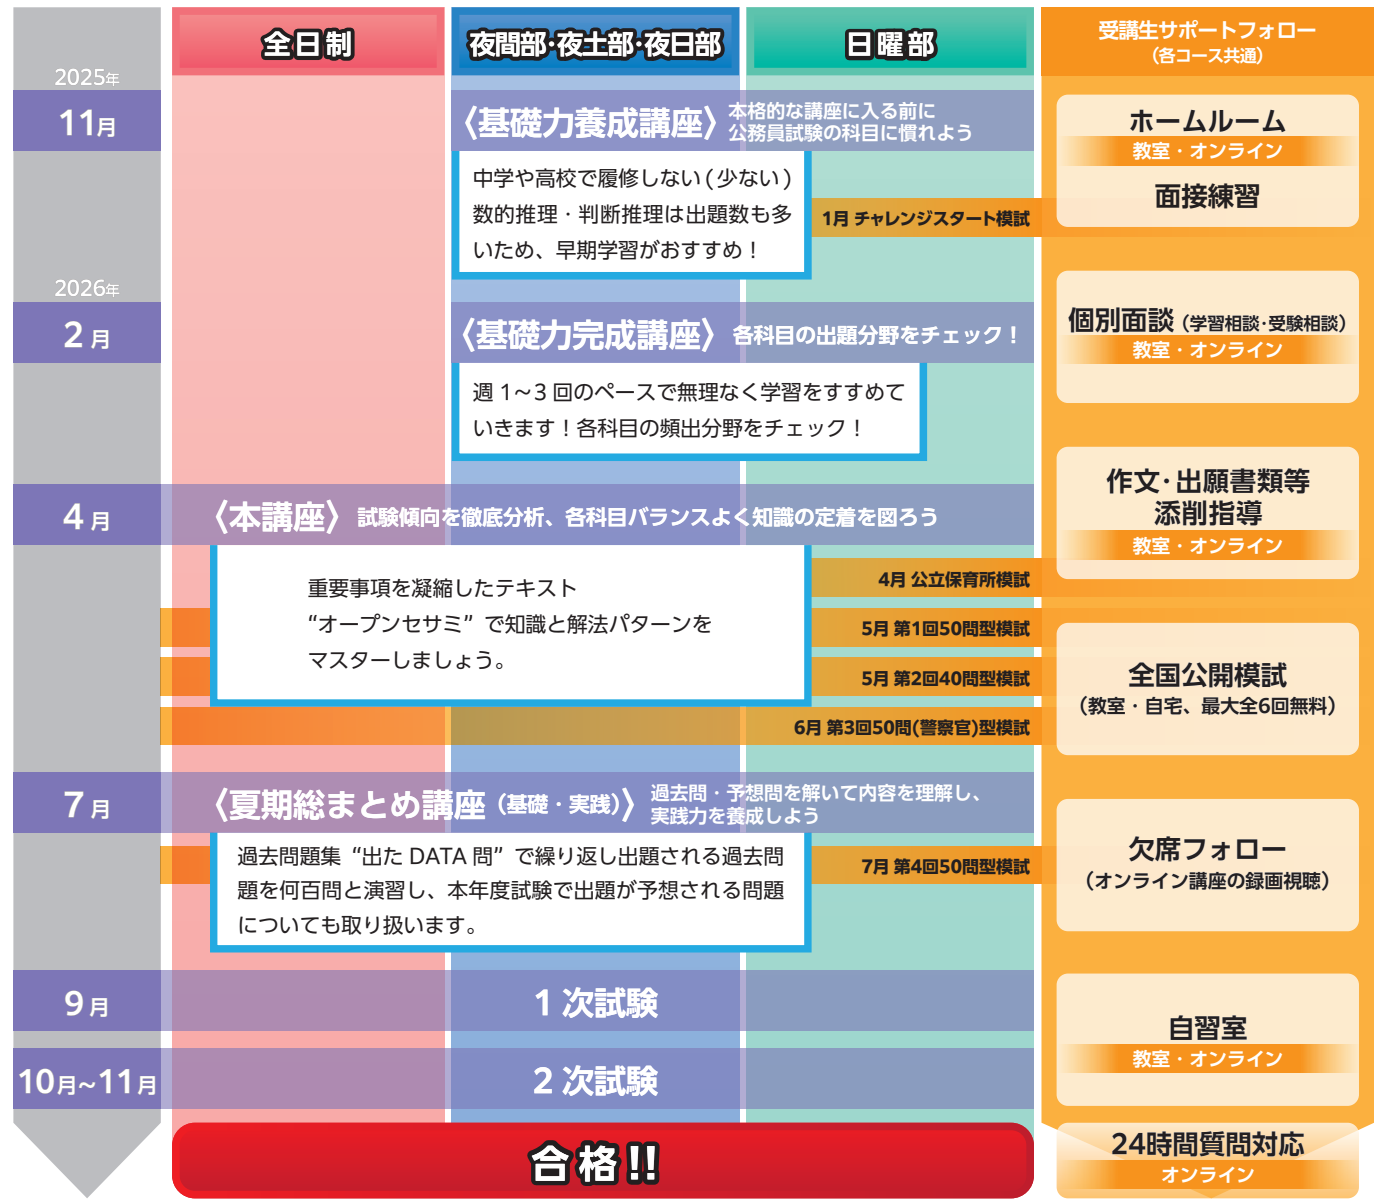 全日制
夜間部・夜土部・夜日部
日曜部
受講生サポートフォロー
（各コース共通）
2025年
11月
〈基礎力養成講座〉
本格的な講座に入る前に
公務員試験の科目に慣れよう
中学や高校で履修しない（少ない）
数的推理・判断推理は出題数も多
いため、早期学習がおすすめ！
1月 チャレンジスタート模試
2026年
2月
〈基礎力完成講座〉各科目の出題分野をチェック！
週1～3回のペースで無理なく学習をすすめて
いきます！各科目の頻出分野をチェック！
4月
〈本講座〉試験傾向を徹底分析、各科目バランスよく知識の定着を図ろう
重要事項を凝縮したテキスト
“オープンセサミ”で知識と解法パターンを
マスターしましょう。
4月 公立保育所模試
5月 第1回50問型模試
5月 第2回40問型模試
6月 第3回50問(警察官)型模試
7月
〈夏期総まとめ講座（基礎・実践）〉
過去問・予想問を解いて内容を理解し、
実践力を養成しよう
過去問題集“出たDATA問”で繰り返し出題される過去問
題を何百問と演習し、本年度試験で出題が予想される問題
についても取り扱います。
7月 第4回50問型模試
9月
1次試験
10月~11月
2次試験
合格!!
ホームルーム
教室・オンライン
面接練習
個別面談（学習相談・受験相談）
教室・オンライン
作文・出願書類等
添削指導
教室・オンライン
全国公開模試
（教室・自宅、最大全6回無料）
欠席フォロー
（オンライン講座の録画視聴）
自習室
教室・オンライン
24時間質問対応
オンライン